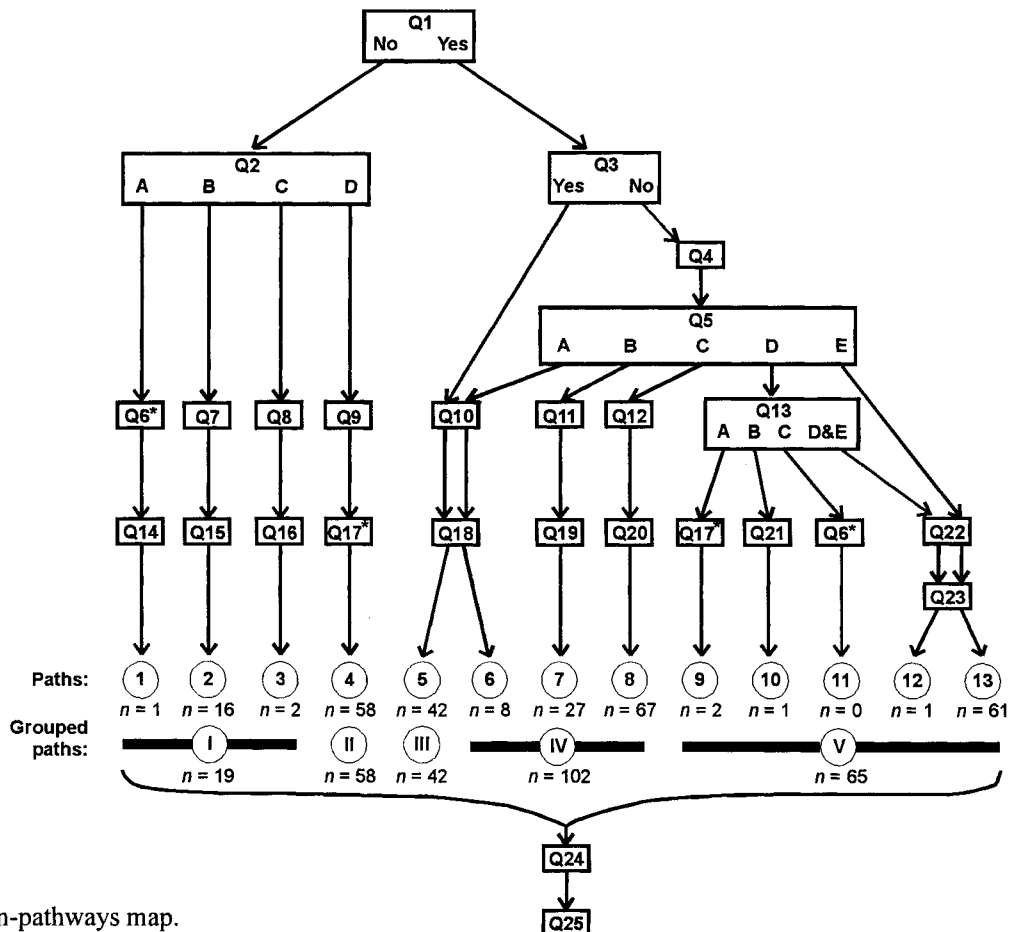 Q1
No Yes
Q2
A B C D
Q3
Yes No
Q4
Q5
A B C D E
Q6* Q7 Q8 Q9 Q10 Q11 Q12
Q13
A B C D&E
Q14 Q15 Q16 Q17* Q18 Q19 Q20 Q17* Q21 Q6* Q22
Q23
Paths: 1 2 3 4 5 6 7 8 9 10 11 12 13
n = 1 n = 16 n = 2 n = 58 n = 42 n = 8 n = 27 n = 67 n = 2 n = 1 n = 0 n = 1 n = 61
Grouped
paths: I II III IV V
n = 19 n = 58 n = 42 n = 102 n = 65
Q24
n-pathways map.
Q25